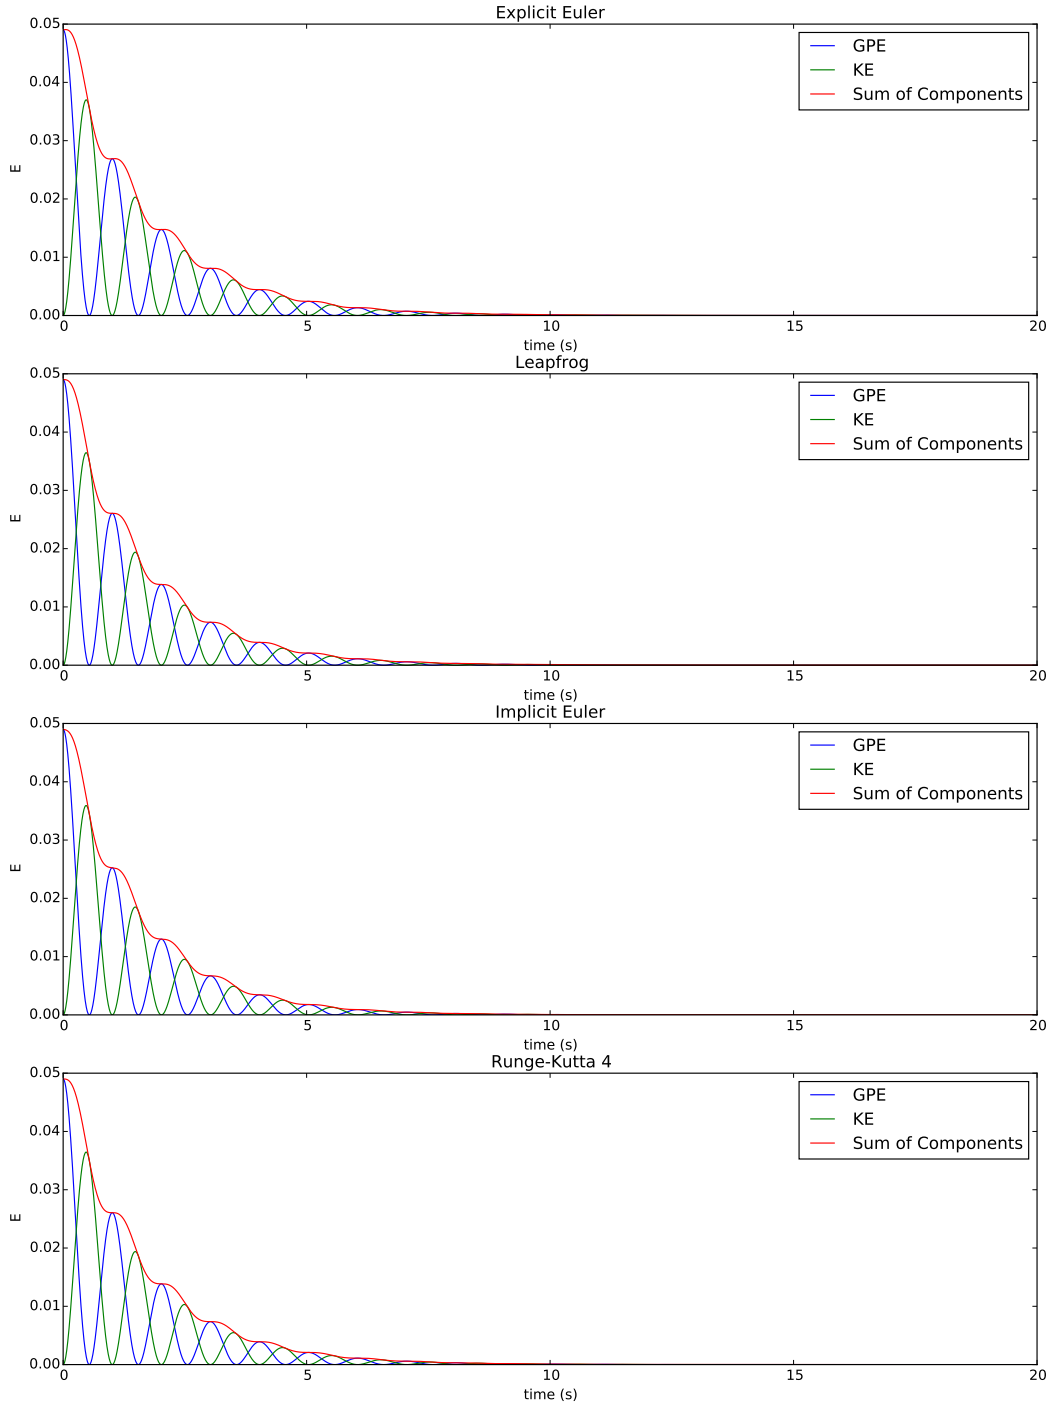 Explicit Euler
0.05
0.04
0.03
0.02
0.01
0.00
E
GPE
KE
Sum of Components
0 5 10 15 20
time (s)
Leapfrog
0.05
0.04
0.03
0.02
0.01
0.00
E
GPE
KE
Sum of Components
0 5 10 15 20
time (s)
Implicit Euler
0.05
0.04
0.03
0.02
0.01
0.00
E
GPE
KE
Sum of Components
0 5 10 15 20
time (s)
Runge-Kutta 4
0.05
0.04
0.03
0.02
0.01
0.00
E
GPE
KE
Sum of Components
0 5 10 15 20
time (s)